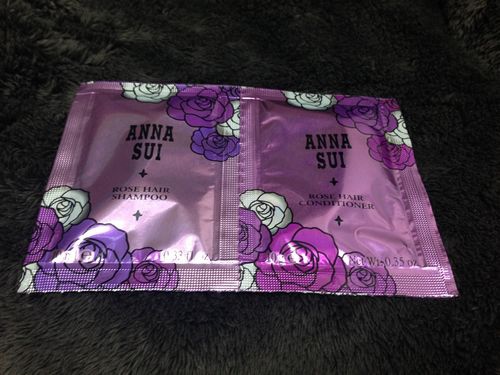 ANNA
SUI
ROSE HAIR
SHAMPOO
ANNA
SUI
ROSE HAIR
CONDITIONER
Net Wt. 0.35 oz